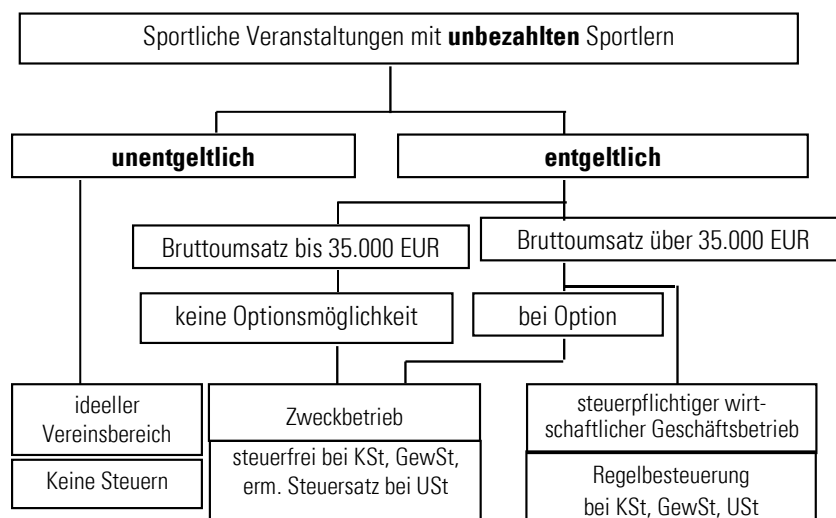 Sportliche Veranstaltungen mit unbezahlten Sportlern
unentgeltlich
entgeltlich
Bruttoumsatz bis 35.000 EUR
Bruttoumsatz über 35.000 EUR
keine Optionsmöglichkeit
bei Option
ideeller
Vereinsbereich
Keine Steuern
Zweckbetrieb
steuerfrei bei KSt, GewSt,
erm. Steuersatz bei USt
steuerpflichtiger wirt-
schaftlicher Geschäftsbetrieb
Regelbesteuerung
bei KSt, GewSt, USt